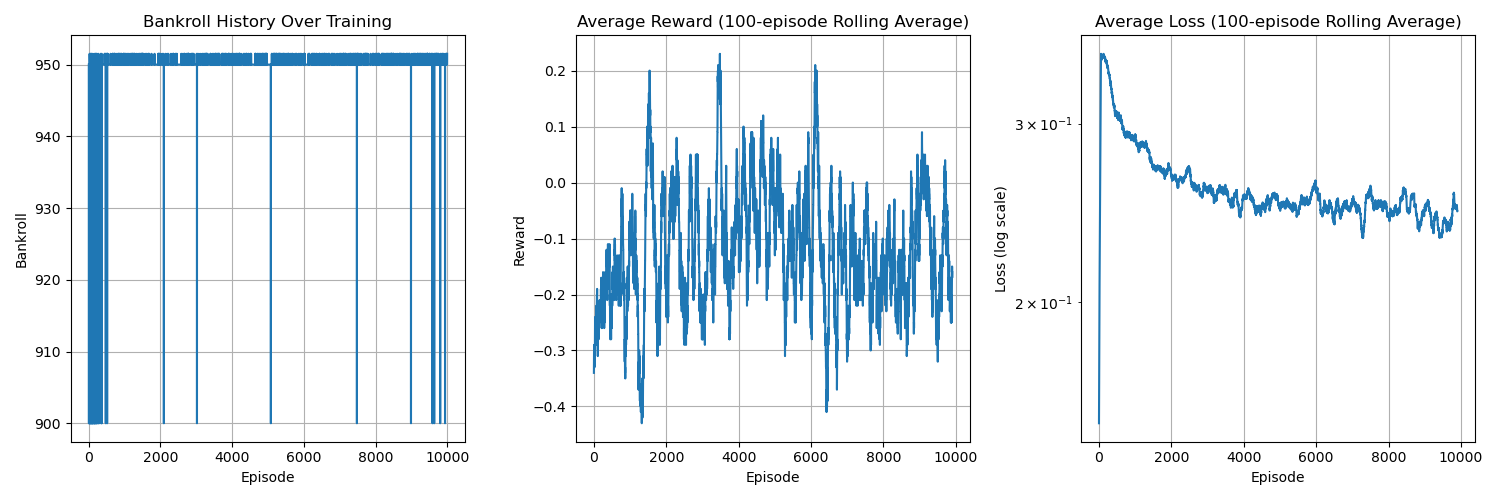 Bankroll History Over Training
950
940
930
920
910
900
Bankroll
0 2000 4000 6000 8000 10000
Episode
Average Reward (100-episode Rolling Average)
0.2
0.1
0.0
−0.1
−0.2
−0.3
−0.4
Reward
0 2000 4000 6000 8000 10000
Episode
Average Loss (100-episode Rolling Average)
3 × 10⁻¹
2 × 10⁻¹
Loss (log scale)
0 2000 4000 6000 8000 10000
Episode